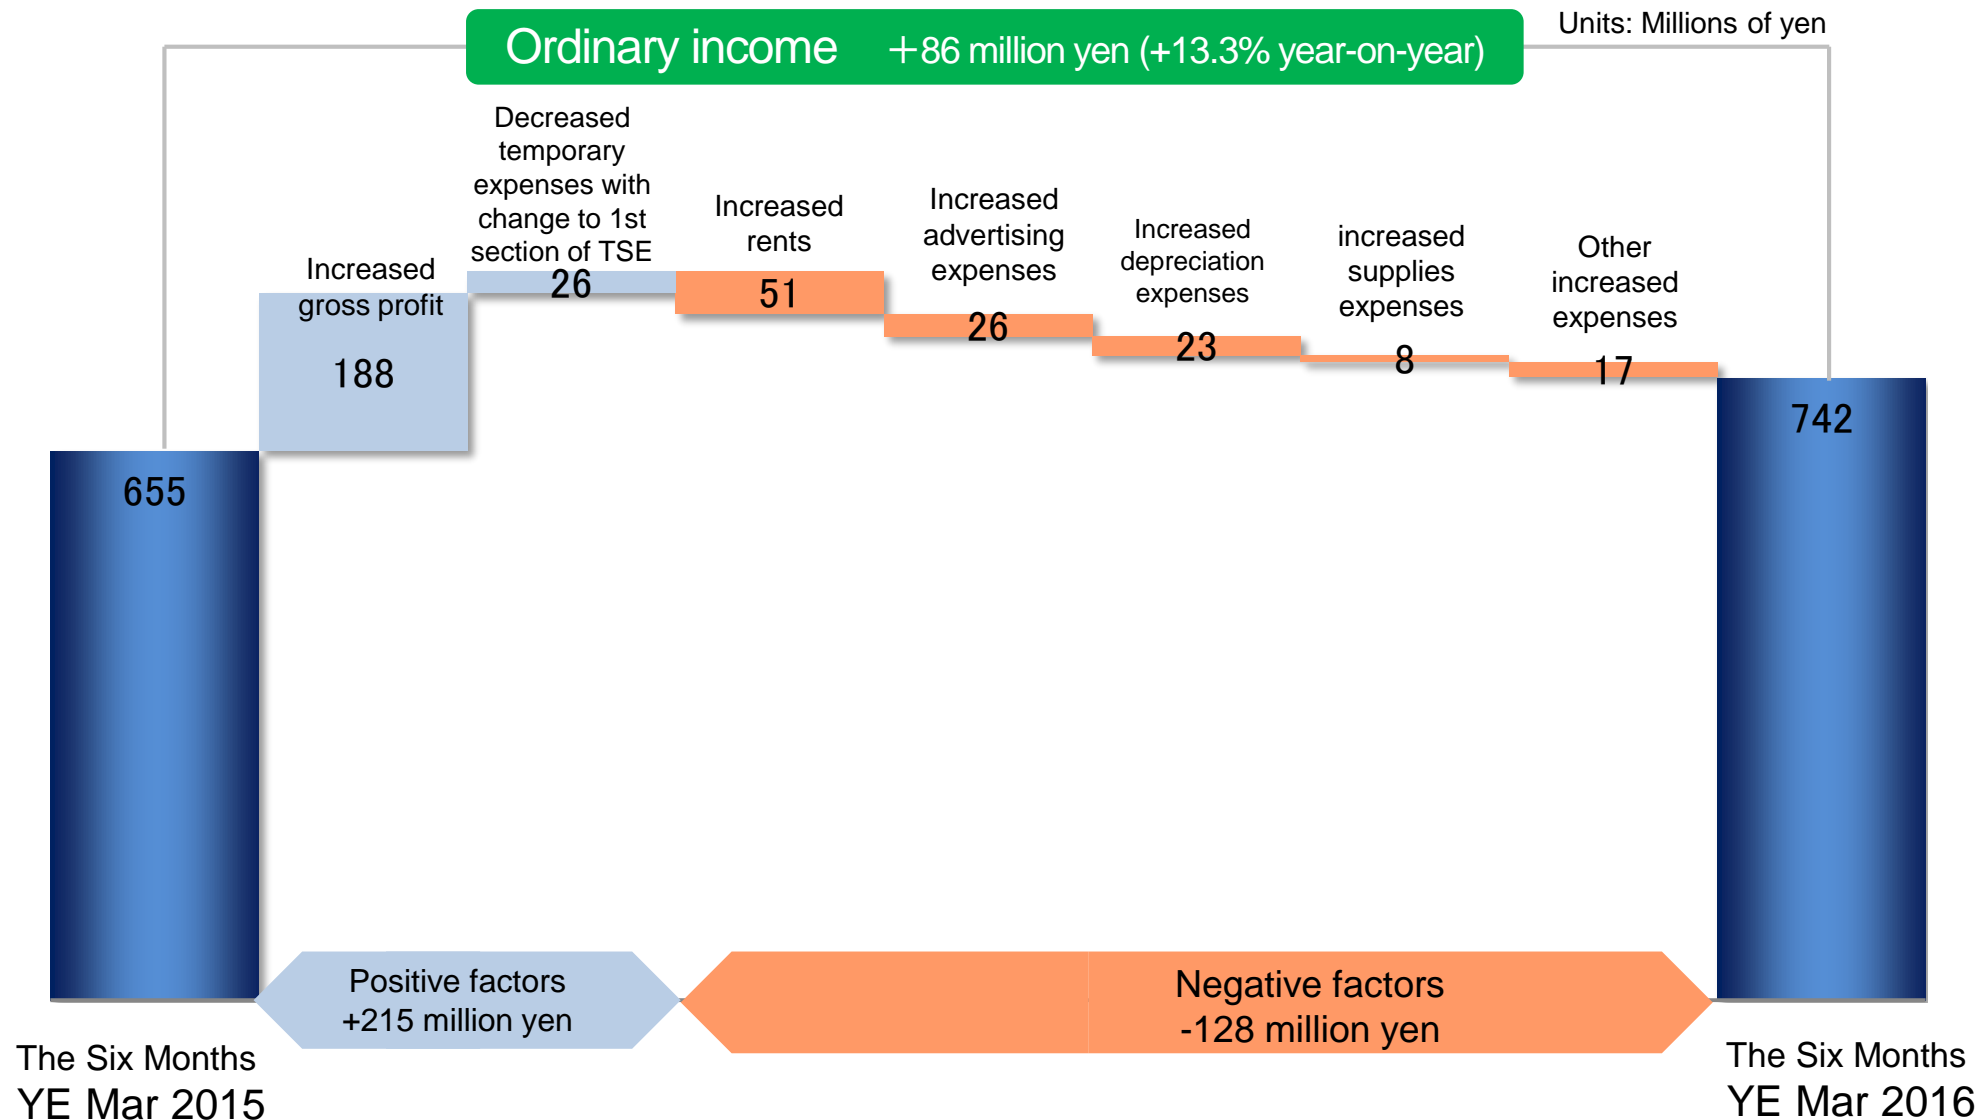 Ordinary income +86 million yen (+13.3% year-on-year)
Units: Millions of yen
Decreased
temporary
expenses with
change to 1st
section of TSE
26
Increased
gross profit
188
Increased
rents
51
Increased
advertising
expenses
26
Increased
depreciation
expenses
23
increased
supplies
expenses
8
Other
increased
expenses
17
655
742
Positive factors
+215 million yen
Negative factors
-128 million yen
The Six Months
YE Mar 2015
The Six Months
YE Mar 2016